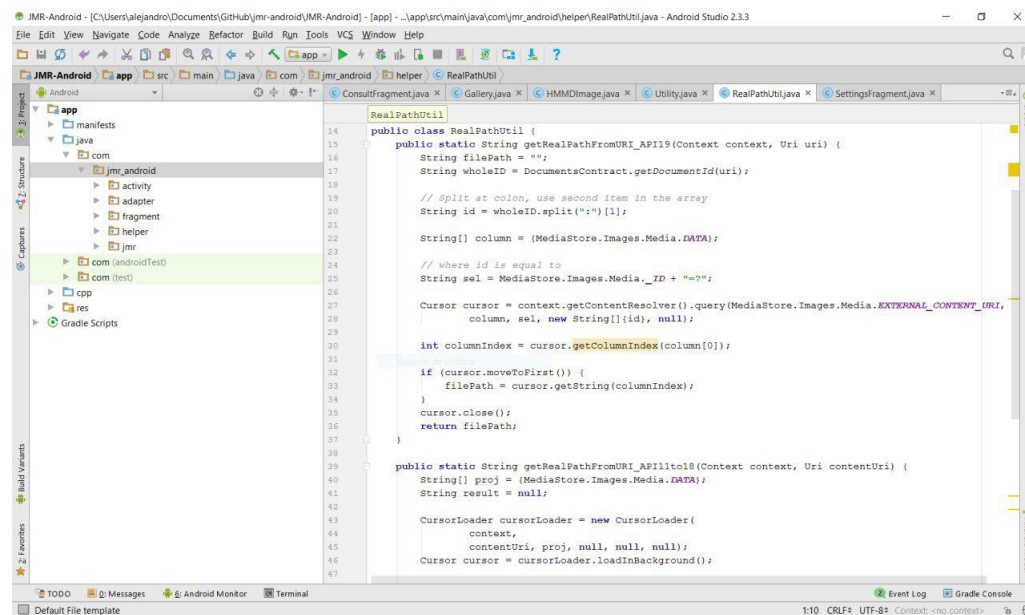 JMR-Android - [C:\Users\alejandro\Documents\GitHub\jmr-android\JMR-Android] - [app] - ...\app\src\main\java\com\jmr_android\helper\RealPathUtil.java - Android Studio 2.3.3
File Edit View Navigate Code Analyze Refactor Build Run Tools VCS Window Help
app
JMR-Android app src main java com jmr_android helper RealPathUtil
Android
ConsultFragment.java Gallery.java HMMDImage.java Utility.java RealPathUtil.java SettingsFragment.java
1: Project
Z: Structure
Captures
Build Variants
2: Favorites
app
manifests
java
com
jmr_android
activity
adapter
fragment
helper
jmr
com (androidTest)
com (test)
cpp
res
Gradle Scripts
RealPathUtil
14 public class RealPathUtil {
15 public static String getRealPathFromURI_API19(Context context, Uri uri) {
16 String filePath = "";
17 String wholeID = DocumentsContract.getDocumentId(uri);
18
19 // Split at colon, use second item in the array
20 String id = wholeID.split(":")[1];
21
22 String[] column = {MediaStore.Images.Media.DATA};
23
24 // where id is equal to
25 String sel = MediaStore.Images.Media._ID + "=?";
26
27 Cursor cursor = context.getContentResolver().query(MediaStore.Images.Media.EXTERNAL_CONTENT_URI,
28 column, sel, new String[]{id}, null);
29
30 int columnIndex = cursor.getColumnIndex(column[0]);
31
32 if (cursor.moveToFirst()) {
33 filePath = cursor.getString(columnIndex);
34 }
35 cursor.close();
36 return filePath;
37 }
38
39 public static String getRealPathFromURI_API11to18(Context context, Uri contentUri) {
40 String[] proj = {MediaStore.Images.Media.DATA};
41 String result = null;
42
43 CursorLoader cursorLoader = new CursorLoader(
44 context,
45 contentUri, proj, null, null, null);
46 Cursor cursor = cursorLoader.loadInBackground();
47
Recorte de ventana
TODO 0: Messages 6: Android Monitor Terminal Event Log Gradle Console
Default File template 1:10 CRLF UTF-8 Context: <no context>